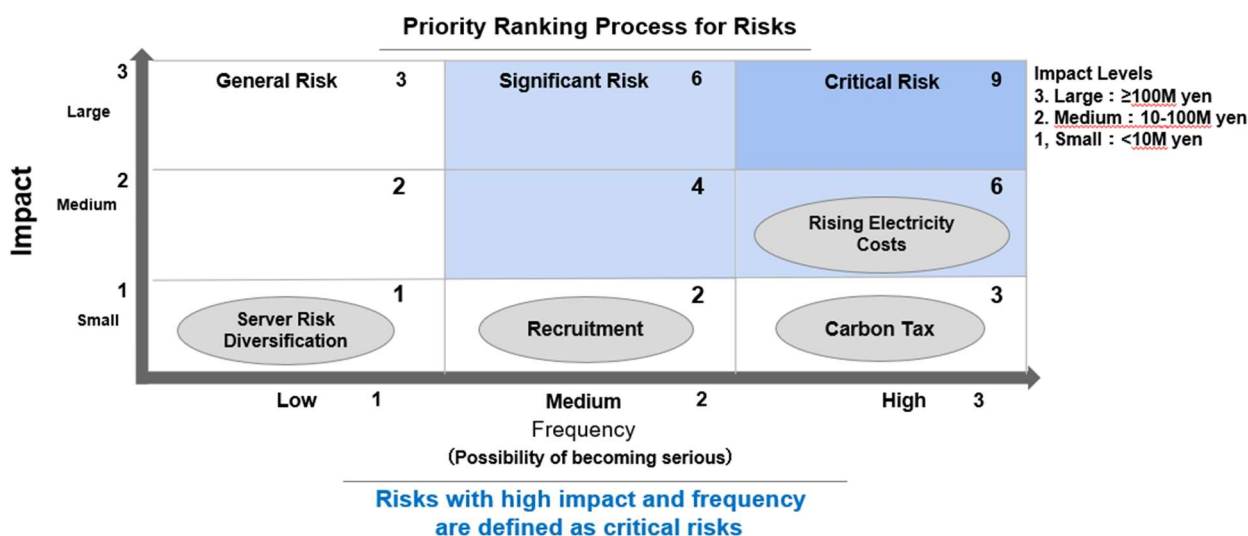 Priority Ranking Process for Risks
3
General Risk 3
Significant Risk 6
Critical Risk 9
Impact Levels
3. Large：≥100M yen
2. Medium：10-100M yen
1, Small：<10M yen
Large
Impact
2
Medium
2
4
6
Rising Electricity
Costs
1
Small
1
Server Risk
Diversification
2
Recruitment
3
Carbon Tax
Low 1
Medium 2
High 3
Frequency
(Possibility of becoming serious)
Risks with high impact and frequency
are defined as critical risks